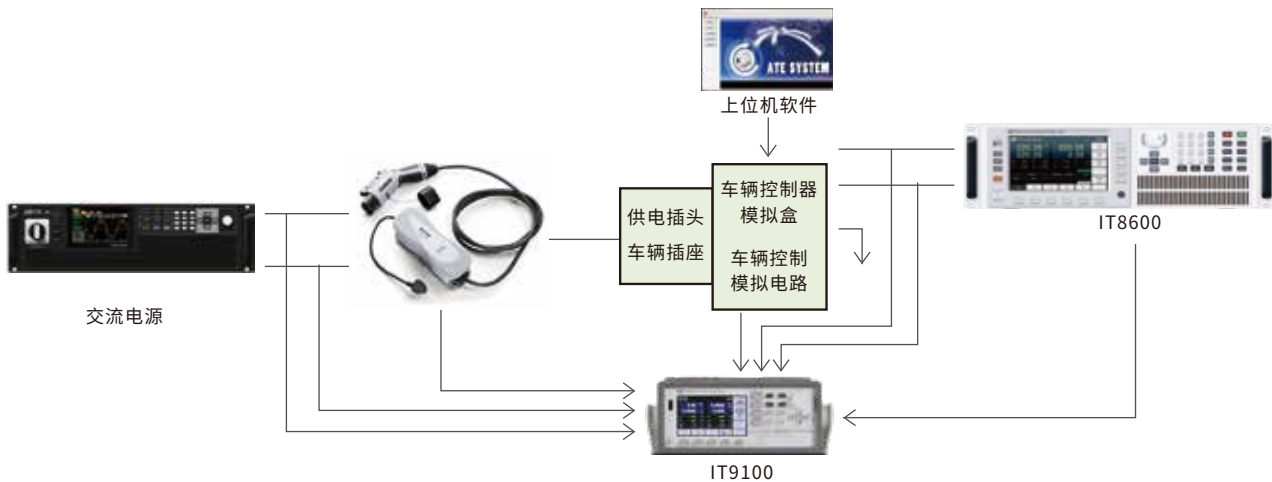 ATE SYSTEM
上位机软件
车辆控制器
模拟盒
供电插头
车辆插座
车辆控制
模拟电路
IT8600
交流电源
IT9100